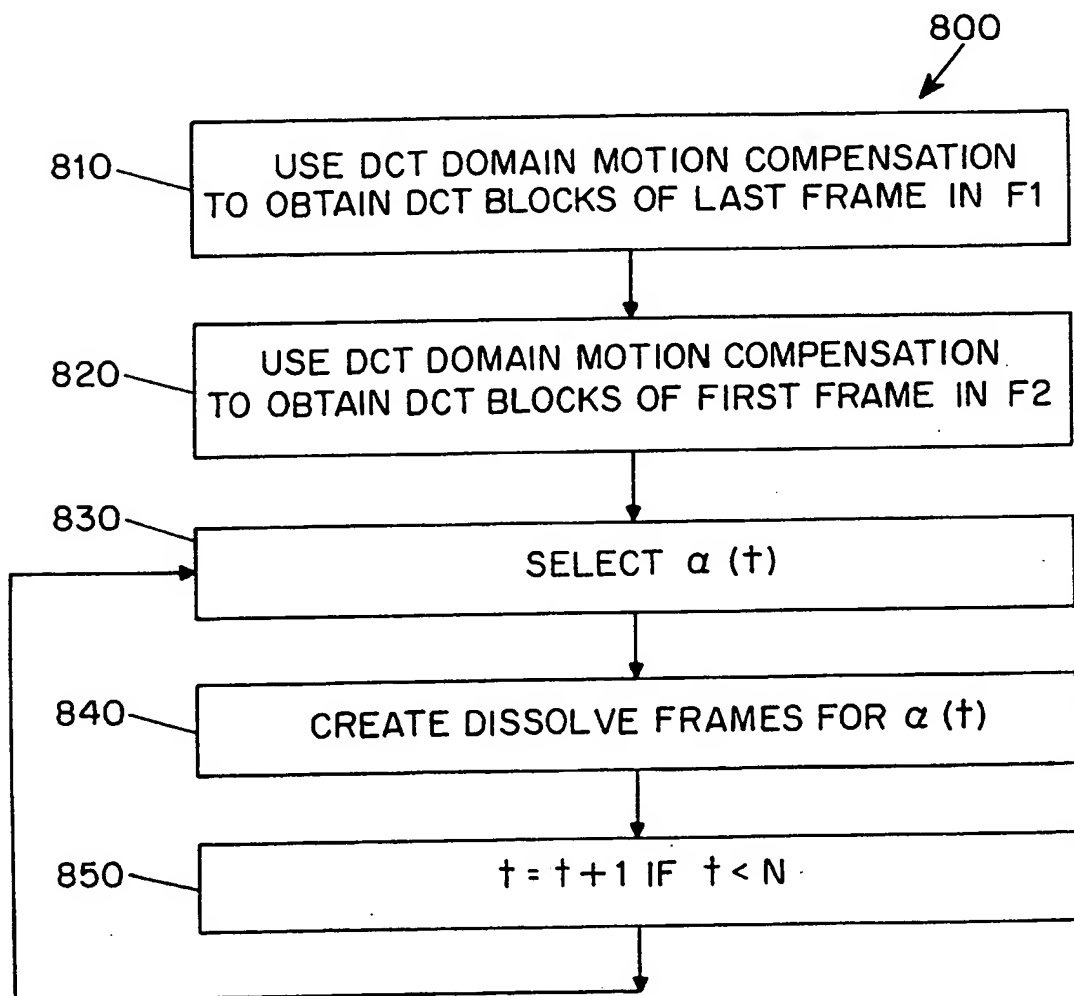 800
810
USE DCT DOMAIN MOTION COMPENSATION
TO OBTAIN DCT BLOCKS OF LAST FRAME IN F1
820
USE DCT DOMAIN MOTION COMPENSATION
TO OBTAIN DCT BLOCKS OF FIRST FRAME IN F2
830
SELECT α (t)
840
CREATE DISSOLVE FRAMES FOR α (t)
850
t = t + 1 IF t < N